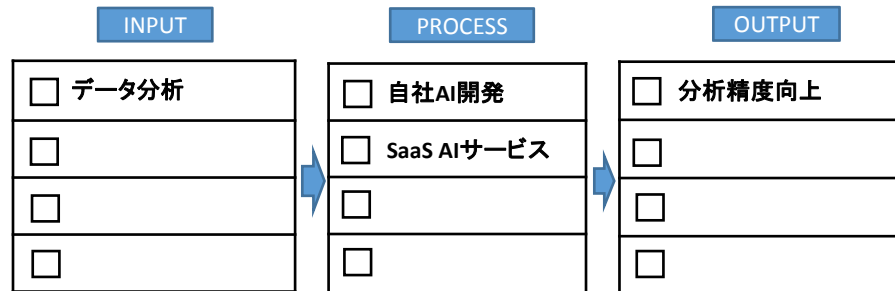 INPUT
PROCESS
OUTPUT
データ分析
自社AI開発
SaaS AIサービス
分析精度向上